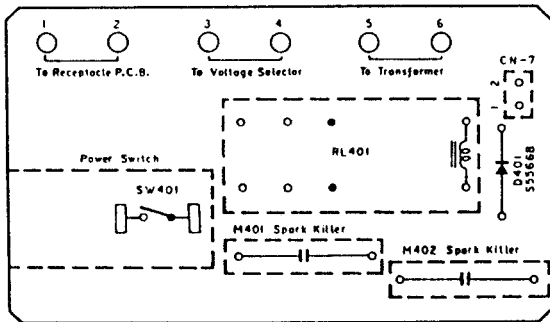 1 2 3 4 5 6
To Receptacle P.C.B. To Voltage Selector To Transformer
CN-7
2
1
RL401
D401
S5566B
Power Switch
SW401
M401 Spark Killer
M402 Spark Killer